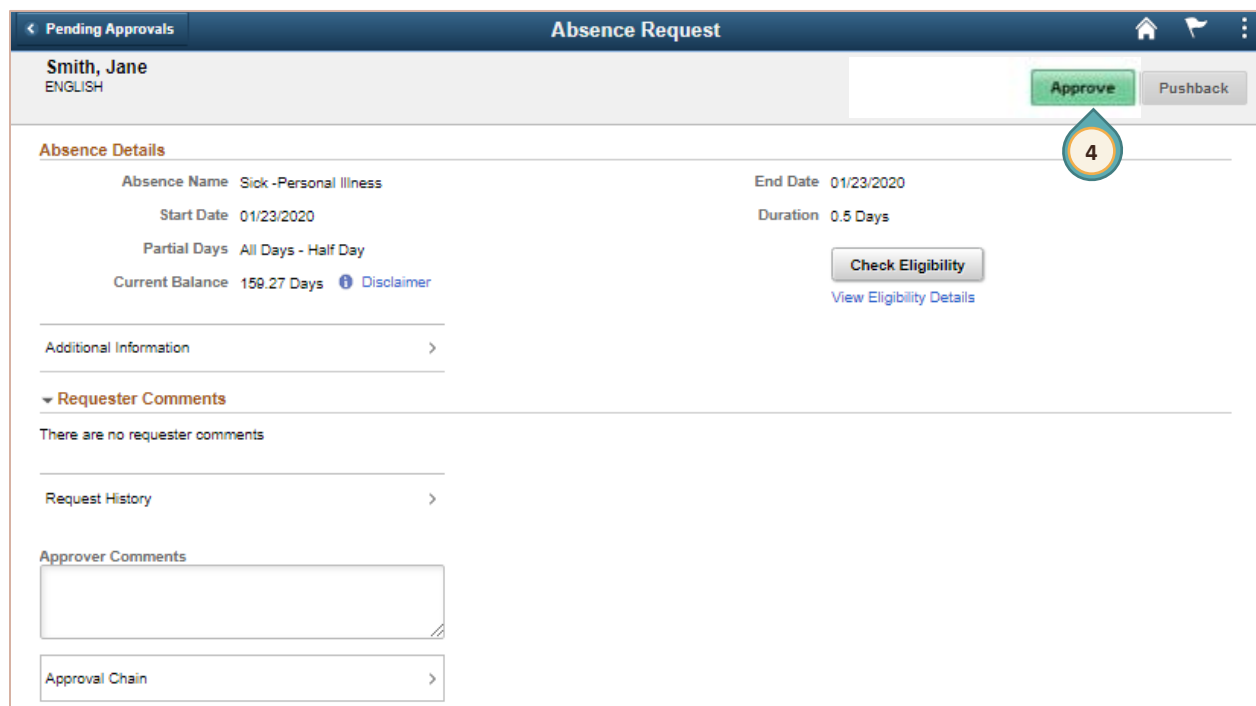 Pending Approvals
Absence Request
Smith, Jane
ENGLISH
Approve
Pushback
4
Absence Details
Absence Name Sick -Personal Illness
End Date 01/23/2020
Start Date 01/23/2020
Duration 0.5 Days
Partial Days All Days - Half Day
Check Eligibility
Current Balance 159.27 Days Disclaimer
View Eligibility Details
Additional Information
Requester Comments
There are no requester comments
Request History
Approver Comments
Approval Chain